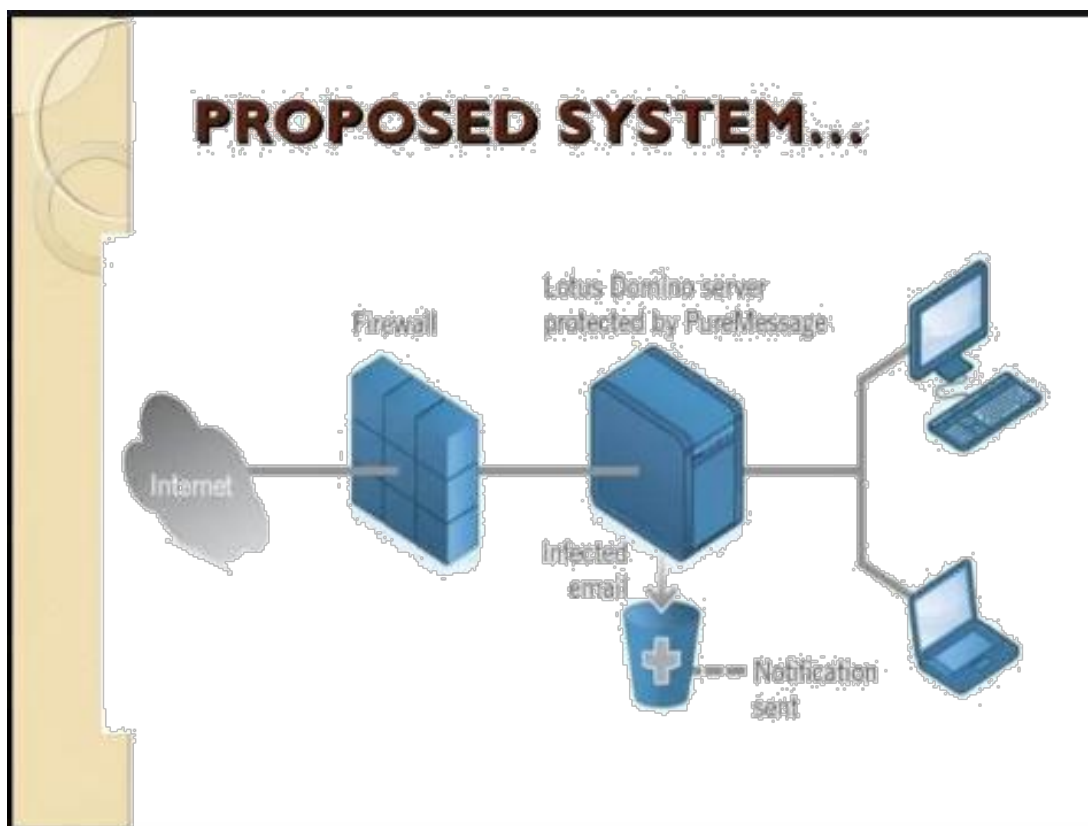 PROPOSED SYSTEM...
Lotus Domino server
protected by PureMessage
Firewall
Internet
Infected
email
Notification
sent